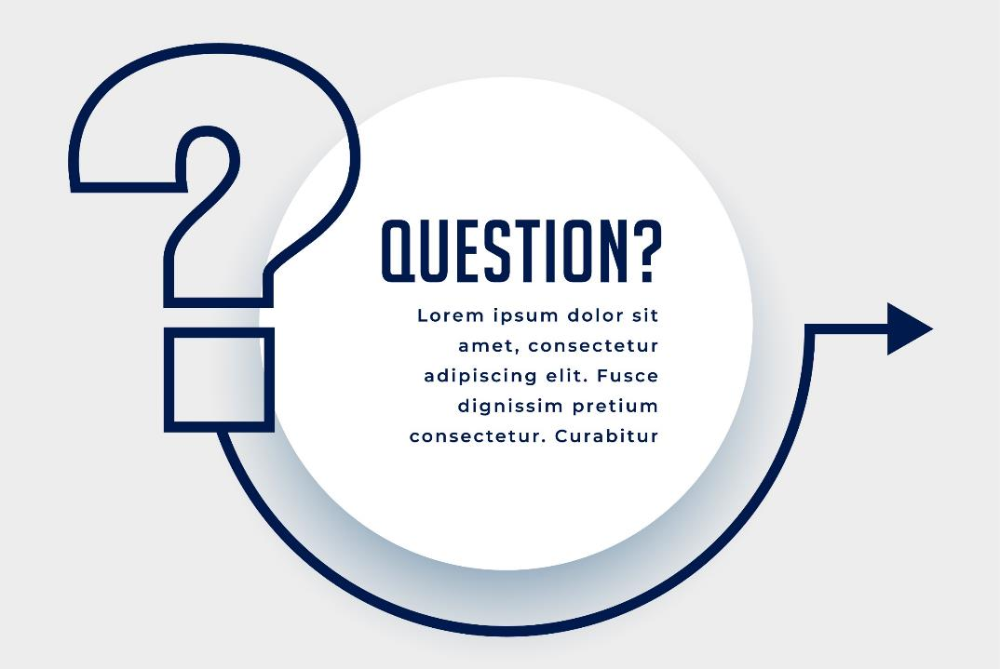 ?
QUESTION?
Lorem ipsum dolor sit
amet, consectetur
adipiscing elit. Fusce
dignissim pretium
consectetur. Curabitur